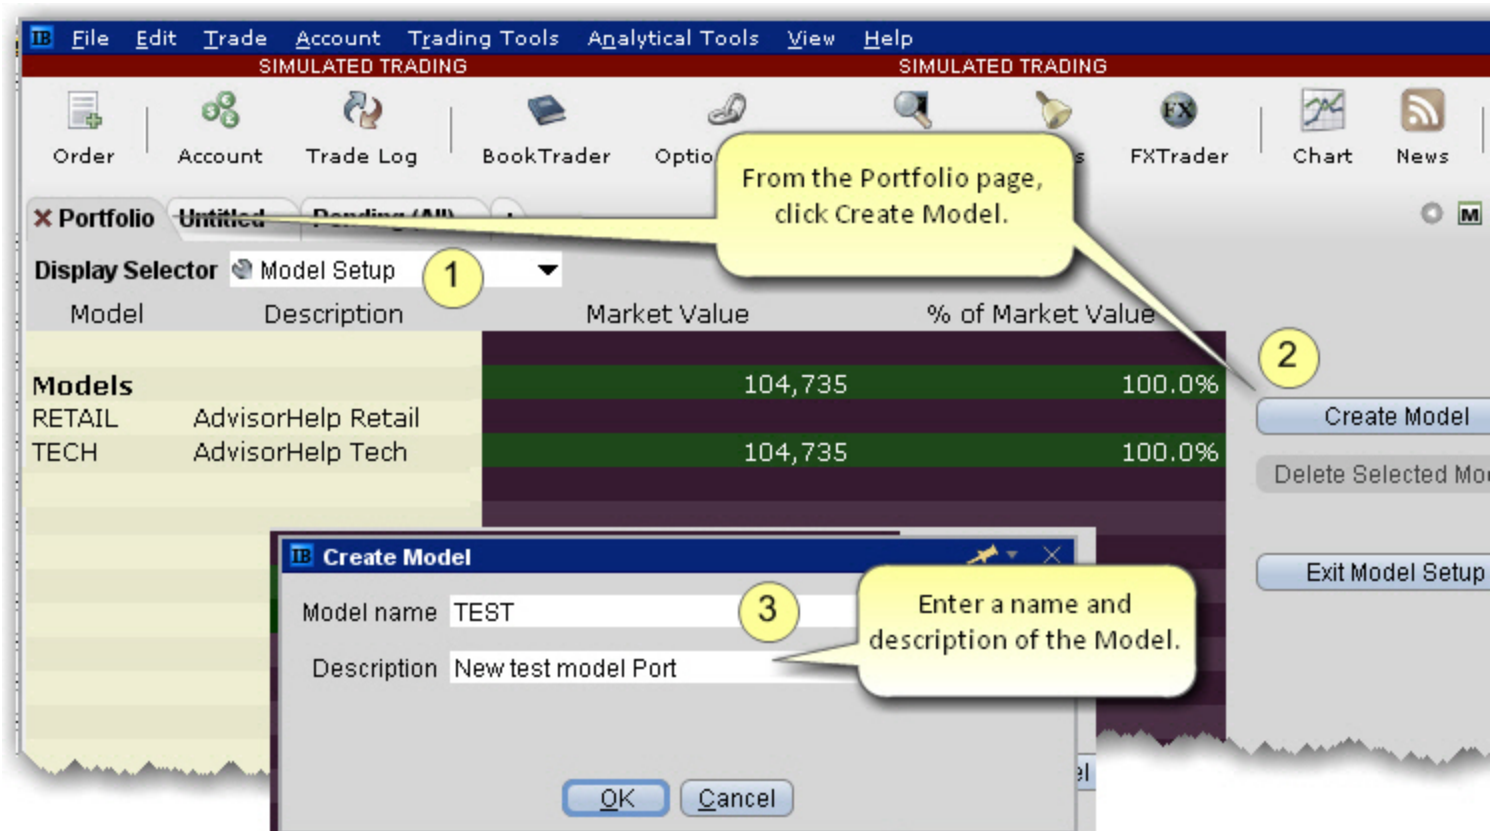 IB File Edit Trade Account Trading Tools Analytical Tools View Help
SIMULATED TRADING SIMULATED TRADING
Order Account Trade Log BookTrader FXTrader Chart News
From the Portfolio page,
click Create Model.
Portfolio Untitled Pending (All) M
Display Selector Model Setup 1
Model Description Market Value % of Market Value
2
Models 104,735 100.0%
RETAIL AdvisorHelp Retail Create Model
TECH AdvisorHelp Tech 104,735 100.0%
Delete Selected
IB Create Model
Exit Model Setup
Model name TEST 3
Enter a name and
description of the Model.
Description New test model Port
OK Cancel